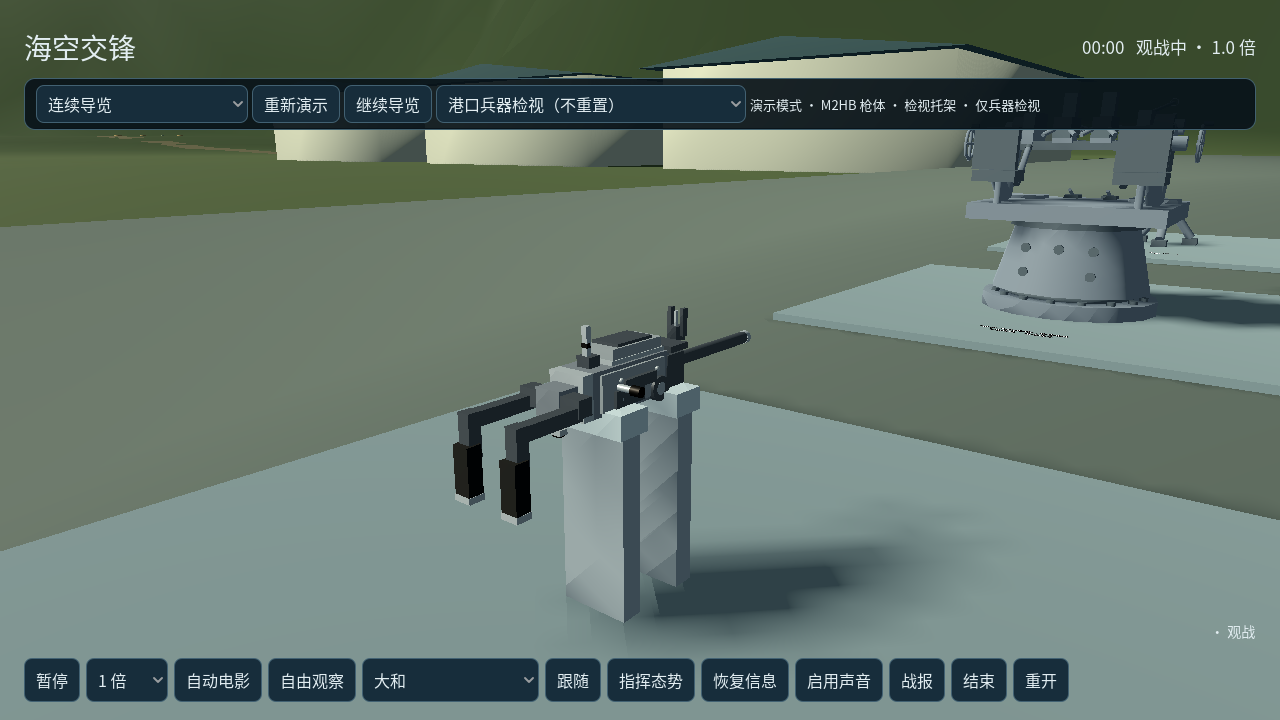 海空交锋
00:00 观战中 · 1.0 倍
连续导览 重新演示 继续导览 港口兵器检视（不重置） 演示模式 · M2HB 枪体 · 检视托架 · 仅兵器检视
· 观战
暂停 1 倍 自动电影 自由观察 大和 跟随 指挥态势 恢复信息 启用声音 战报 结束 重开